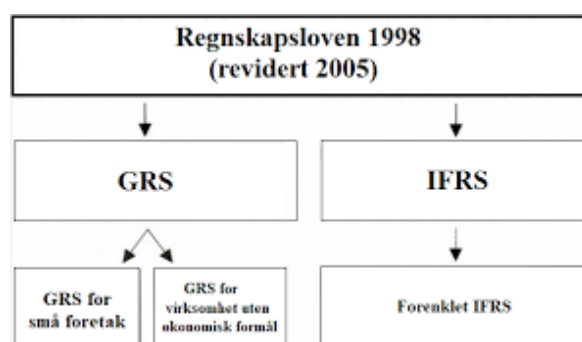 Regnskapsloven 1998
(revidert 2005)
GRS
IFRS
GRS for
små foretak
GRS for
virksomhet uten
økonomisk formål
Forenklet IFRS